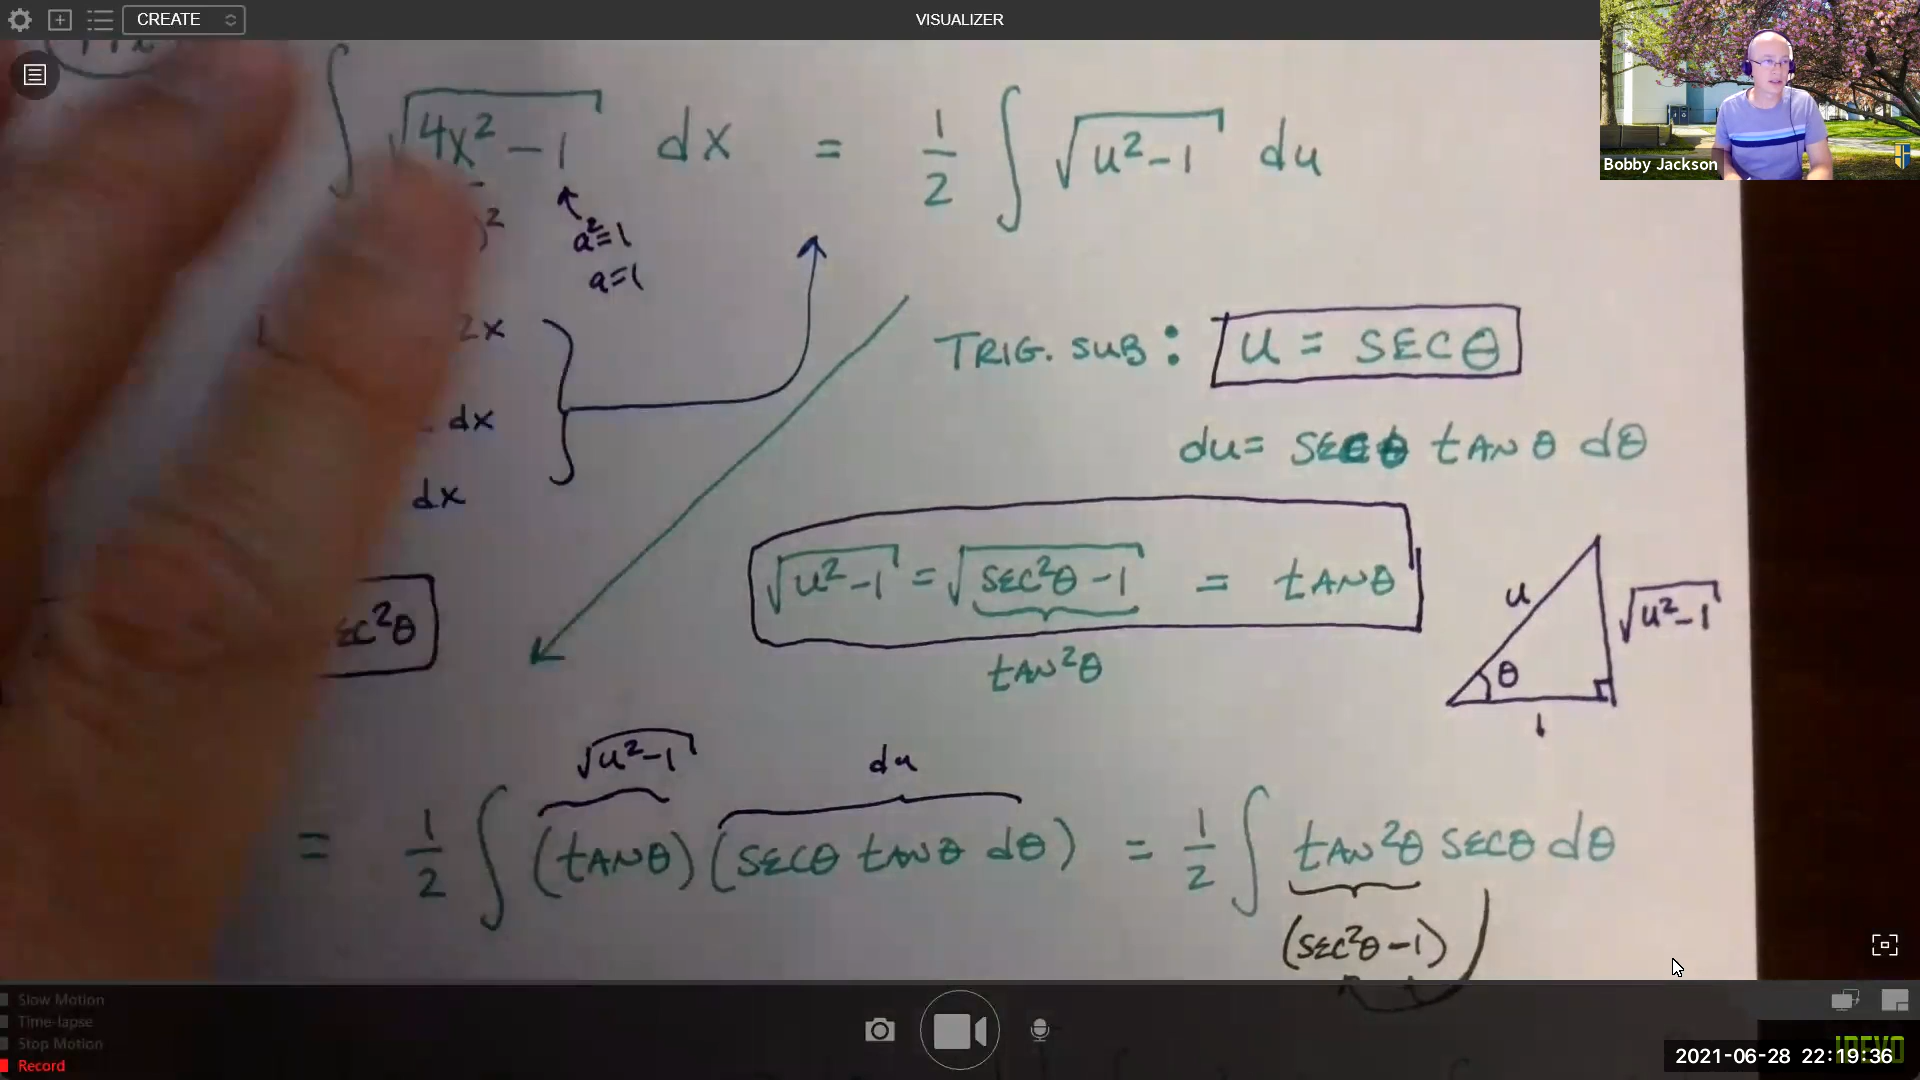 CREATE
VISUALIZER
Bobby Jackson
∫ √(4x² − 1) dx = 1/2 ∫ √(u² − 1) du
)²
a² = 1
a = 1
2x
dx
dx
TRIG. SUB : u = SECθ
du = SECθ TANθ dθ
√(u² − 1) = √(SEC²θ − 1) = TANθ
TAN²θ
EC²θ
u
√(u² − 1)
θ
1
√(u² − 1)
du
= 1/2 ∫ (TANθ) (SECθ TANθ dθ) = 1/2 ∫ TAN²θ SECθ dθ
(SEC²θ − 1)
Slow Motion
Time-lapse
Stop Motion
Record
2021-06-28 22:19:36